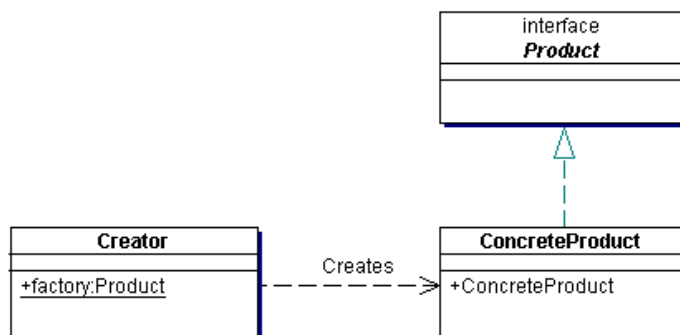 interface
Product
Creator
+factory:Product
Creates
ConcreteProduct
+ConcreteProduct